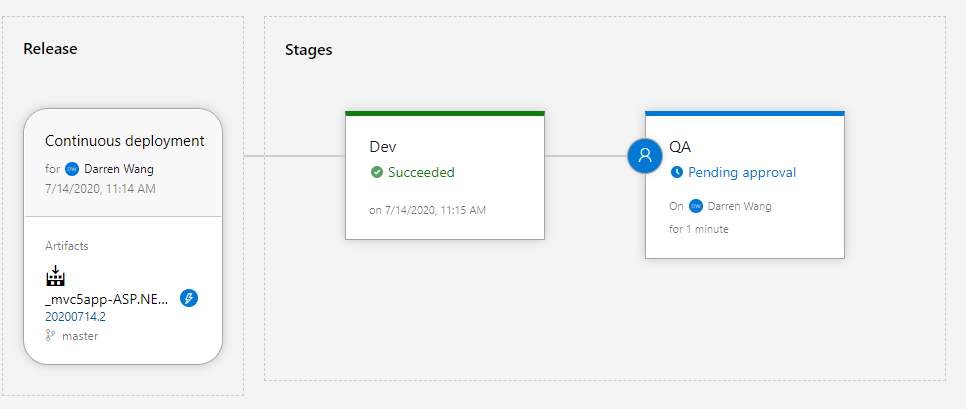 Release
Continuous deployment
for DW Darren Wang
7/14/2020, 11:14 AM
Artifacts
_mvc5app-ASP.NE...
20200714.2
master
Stages
Dev
Succeeded
on 7/14/2020, 11:15 AM
QA
Pending approval
On DW Darren Wang
for 1 minute